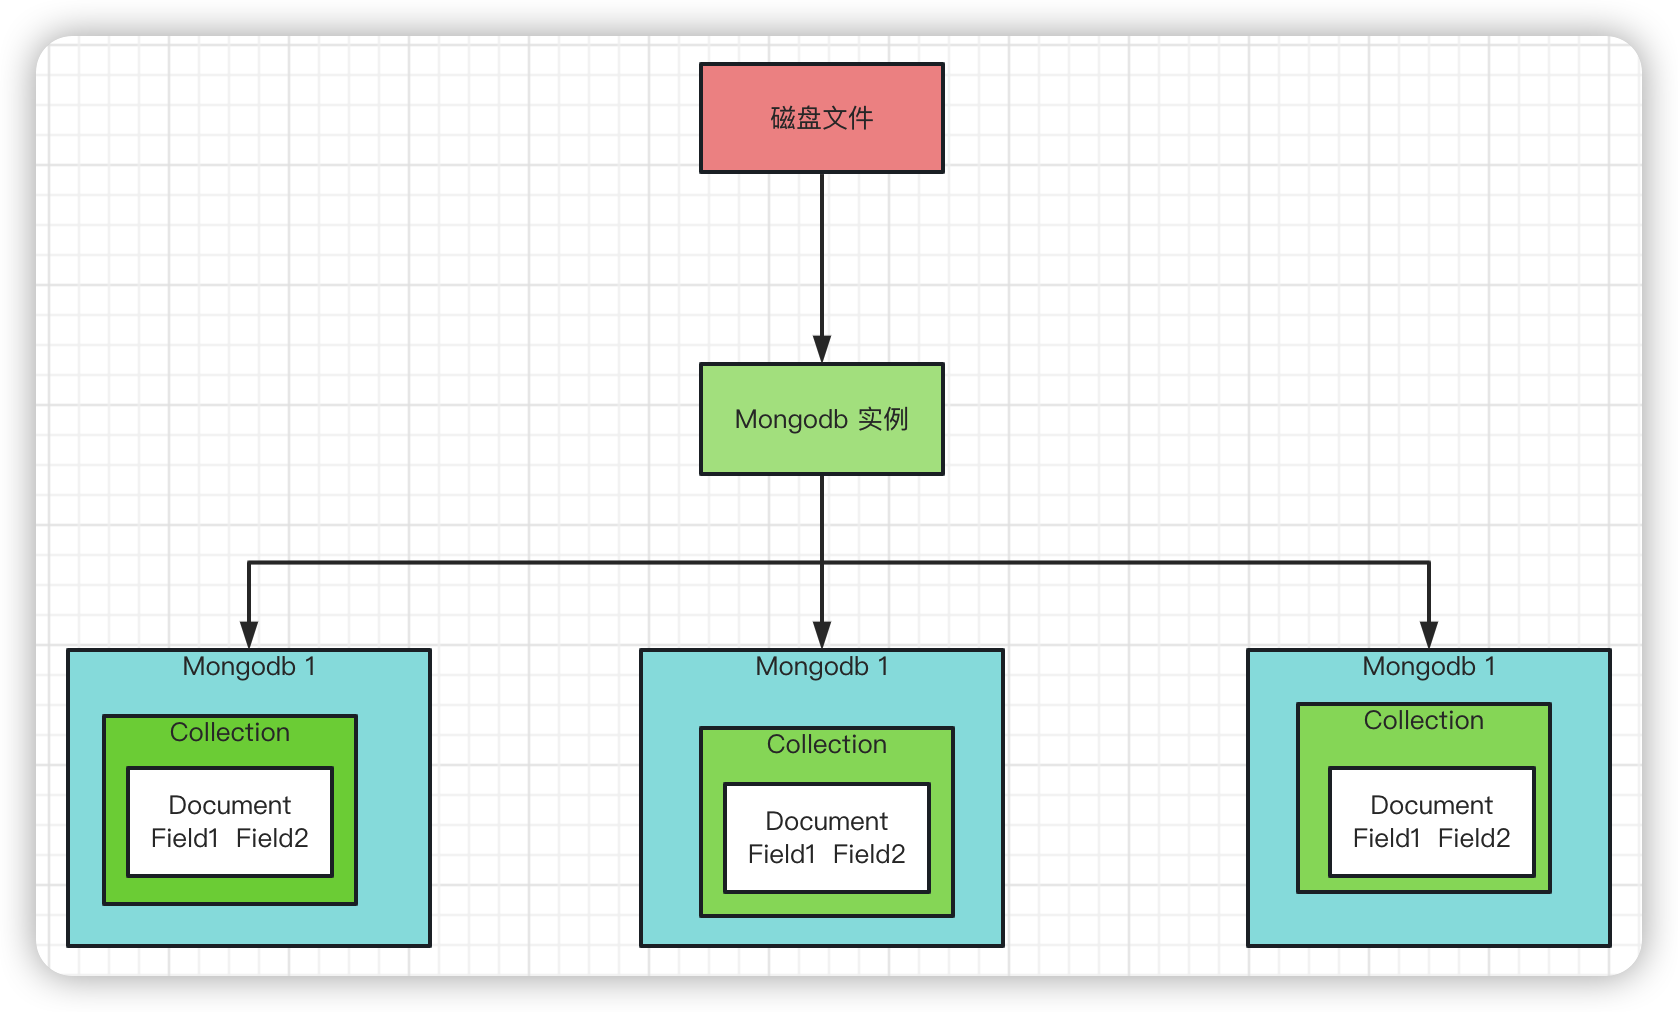 磁盘文件
Mongodb 实例
Mongodb 1
Collection
Document
Field1 Field2
Mongodb 1
Collection
Document
Field1 Field2
Mongodb 1
Collection
Document
Field1 Field2